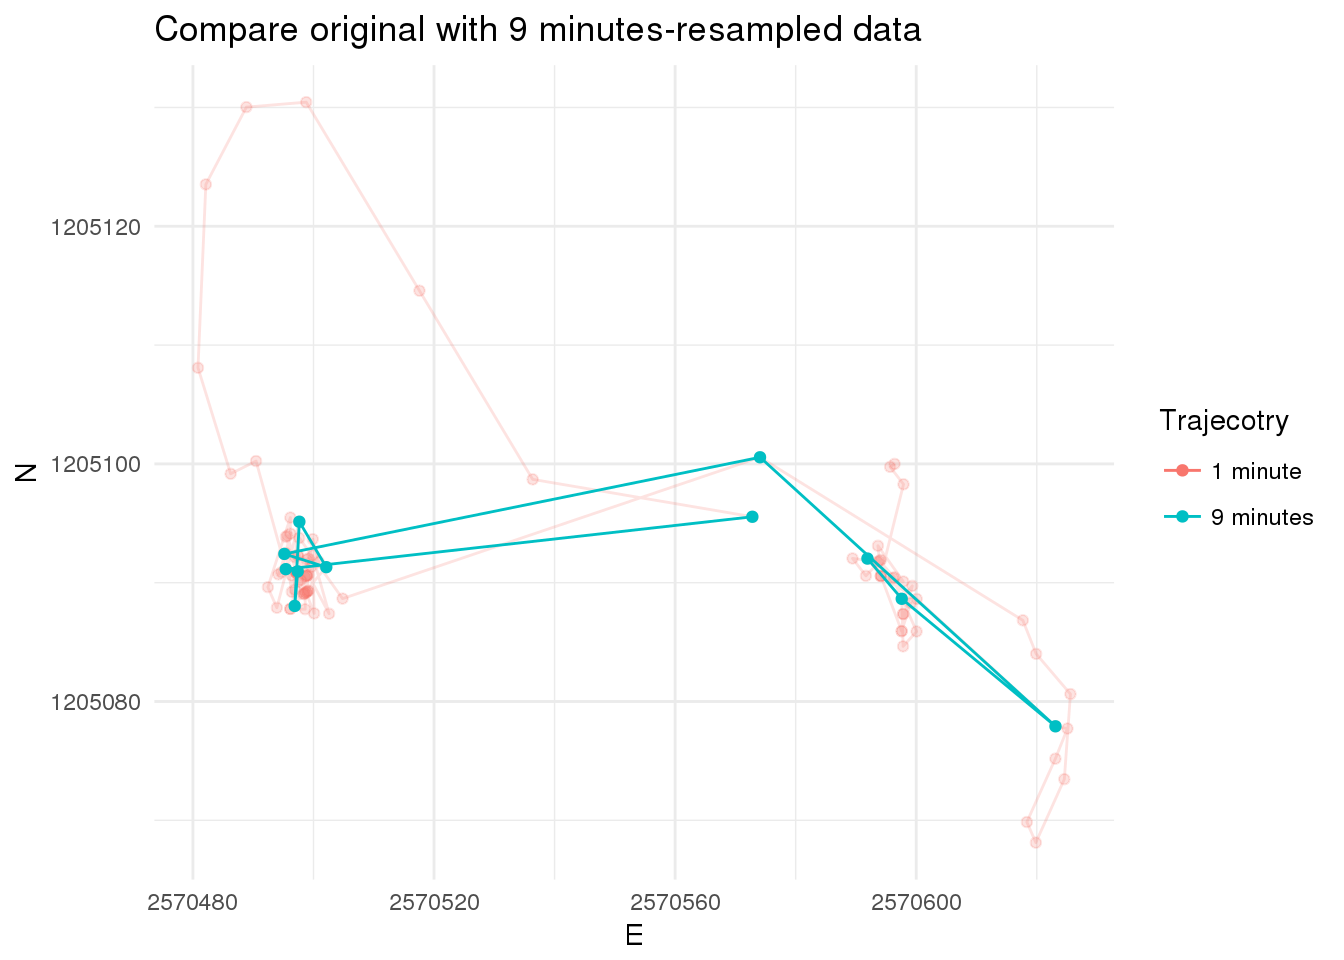 Compare original with 9 minutes-resampled data
1205120
1205100
1205080
N
2570480
2570520
2570560
2570600
E
Trajecotry
1 minute
9 minutes